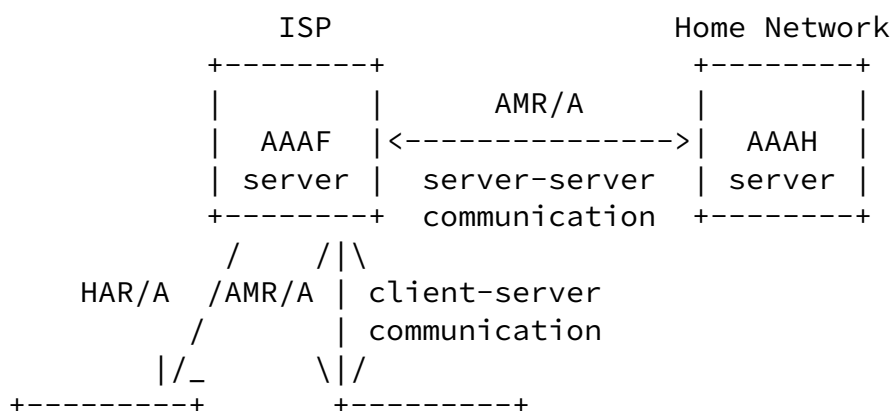 ISP                     Home Network
             +--------+                   +--------+
             |        |      AMR/A        |        |
             |  AAAF  |<----------------->|  AAAH  |
             | server |  server-server    | server |
             +--------+  communication    +--------+
              /     /|\
     HAR/A  /AMR/A | client-server
           /        | communication
         |/_       \|/
+---------+        +---------+